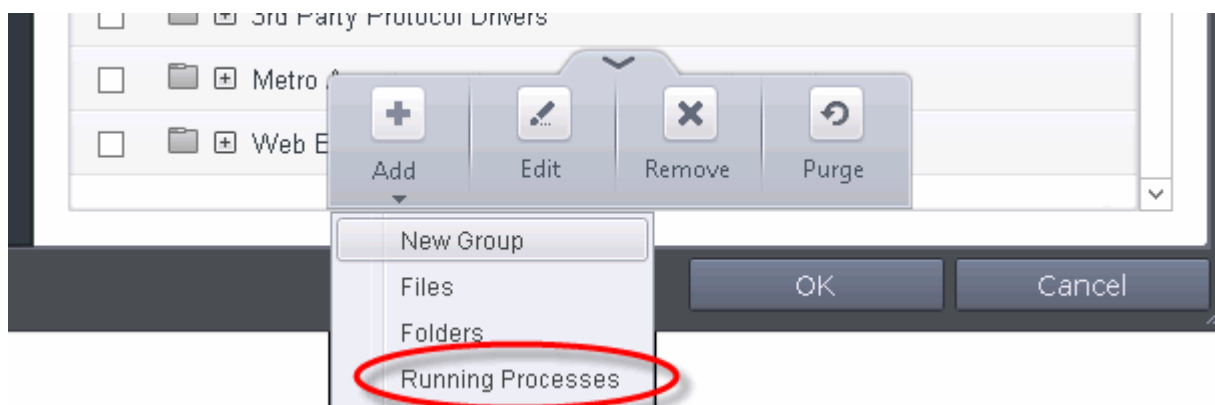 3rd Party Protocol Drivers
Metro
Web
Add
Edit
Remove
Purge
New Group
Files
Folders
Running Processes
OK
Cancel